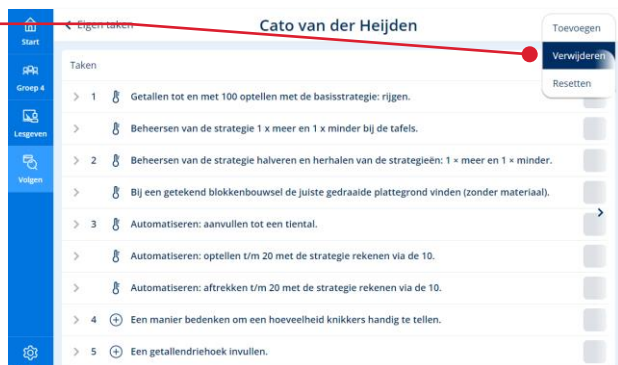 Start
Groep 4
Lesgeven
Volgen
Eigen taken
Cato van der Heijden
Toevoegen
Verwijderen
Resetten
Taken
1 Getallen tot en met 100 optellen met de basisstrategie: rijgen.
Beheersen van de strategie 1 x meer en 1 x minder bij de tafels.
2 Beheersen van de strategie halveren en herhalen van de strategieën: 1 × meer en 1 × minder.
Bij een getekend blokkenbouwsel de juiste gedraaide plattegrond vinden (zonder materiaal).
3 Automatiseren: aanvullen tot een tiental.
Automatiseren: optellen t/m 20 met de strategie rekenen via de 10.
Automatiseren: aftrekken t/m 20 met de strategie rekenen via de 10.
4 Een manier bedenken om een hoeveelheid knikkers handig te tellen.
5 Een getallendriehoek invullen.